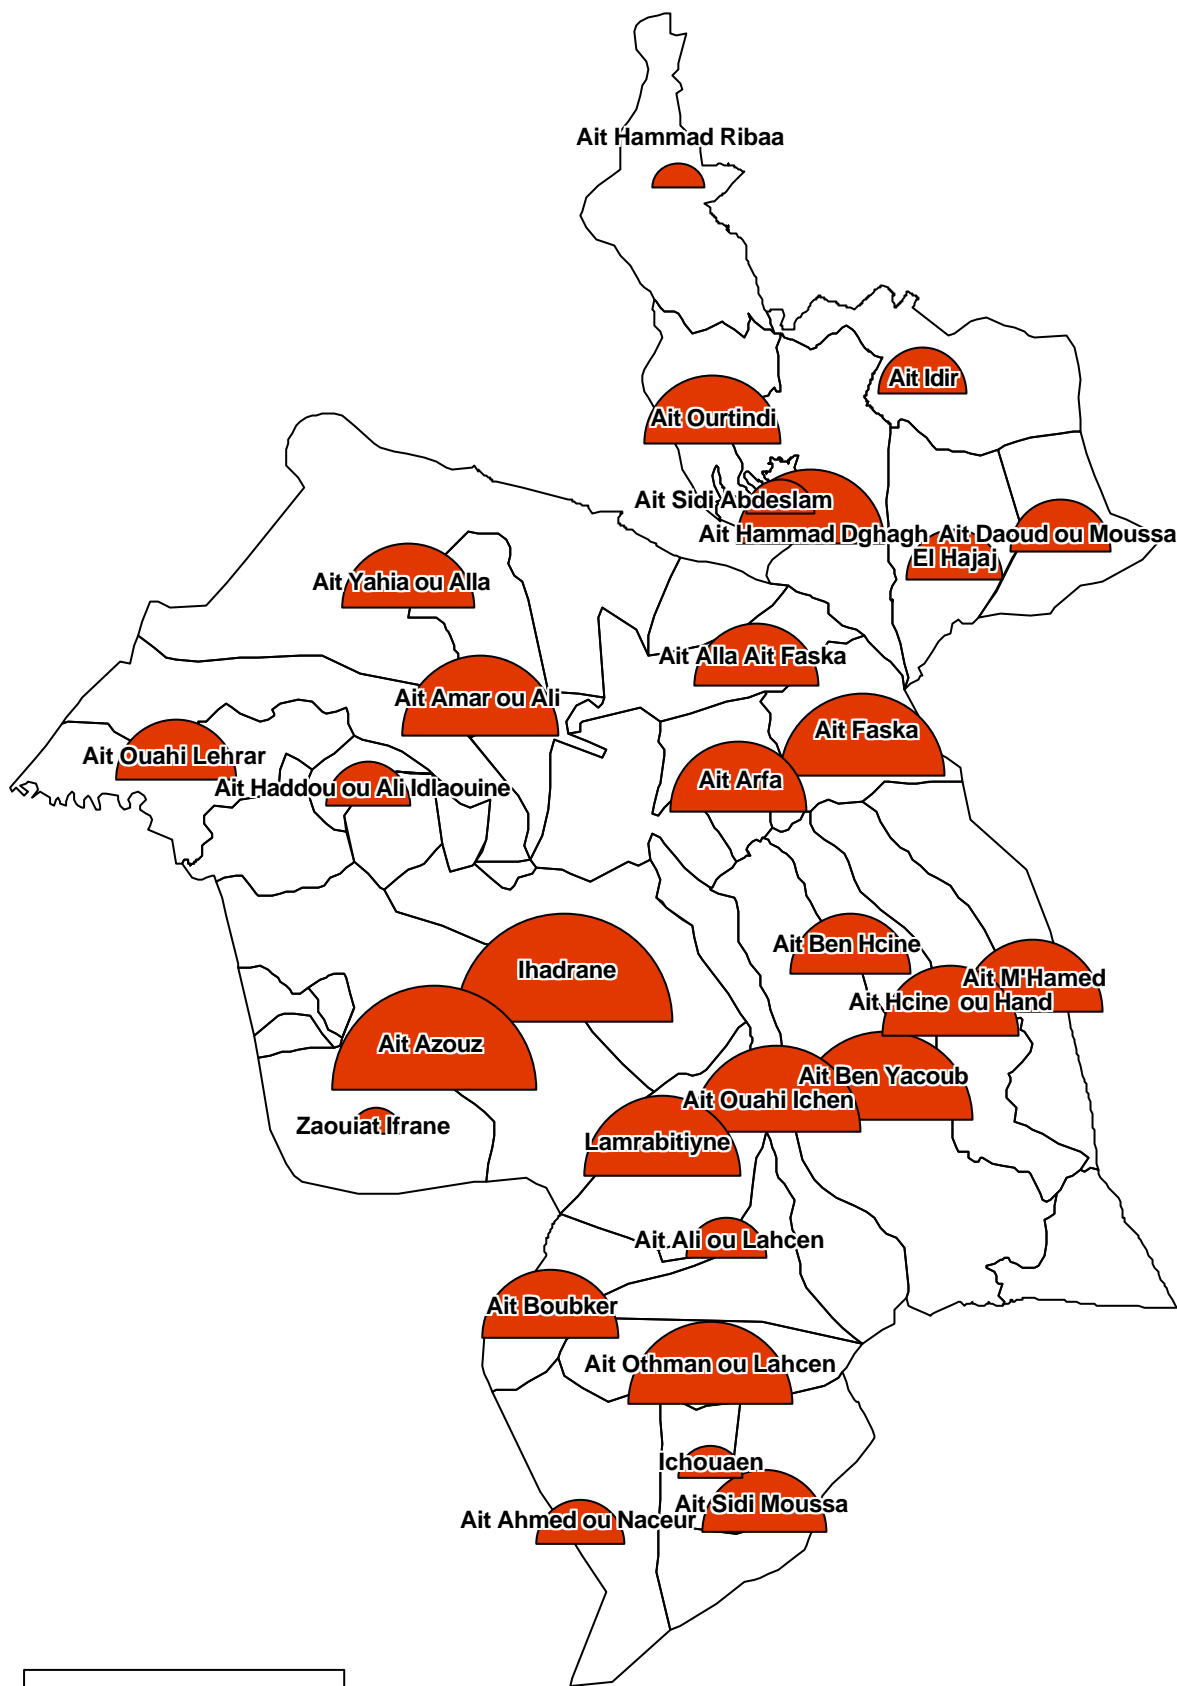 Ait Hammad Ribaa
Ait Idir
Ait Ourtindi
Ait Sidi Abdeslam
Ait Hammad Dghagh
Ait Daoud ou Moussa
El Hajaj
Ait Yahia ou Alla
Ait Alla Ait Faska
Ait Amar ou Ali
Ait Faska
Ait Ouahi Lehrar
Ait Haddou ou Ali Idlaouine
Ait Arfa
Ait Ben Hcine
Ihadrane
Ait M'Hamed
Ait Hcine ou Hand
Ait Azouz
Ait Ben Yacoub
Ait Ouahi Ichen
Zaouiat Ifrane
Lamrabitiyne
Ait Ali ou Lahcen
Ait Boubker
Ait Othman ou Lahcen
Ichouaen
Ait Sidi Moussa
Ait Ahmed ou Naceur